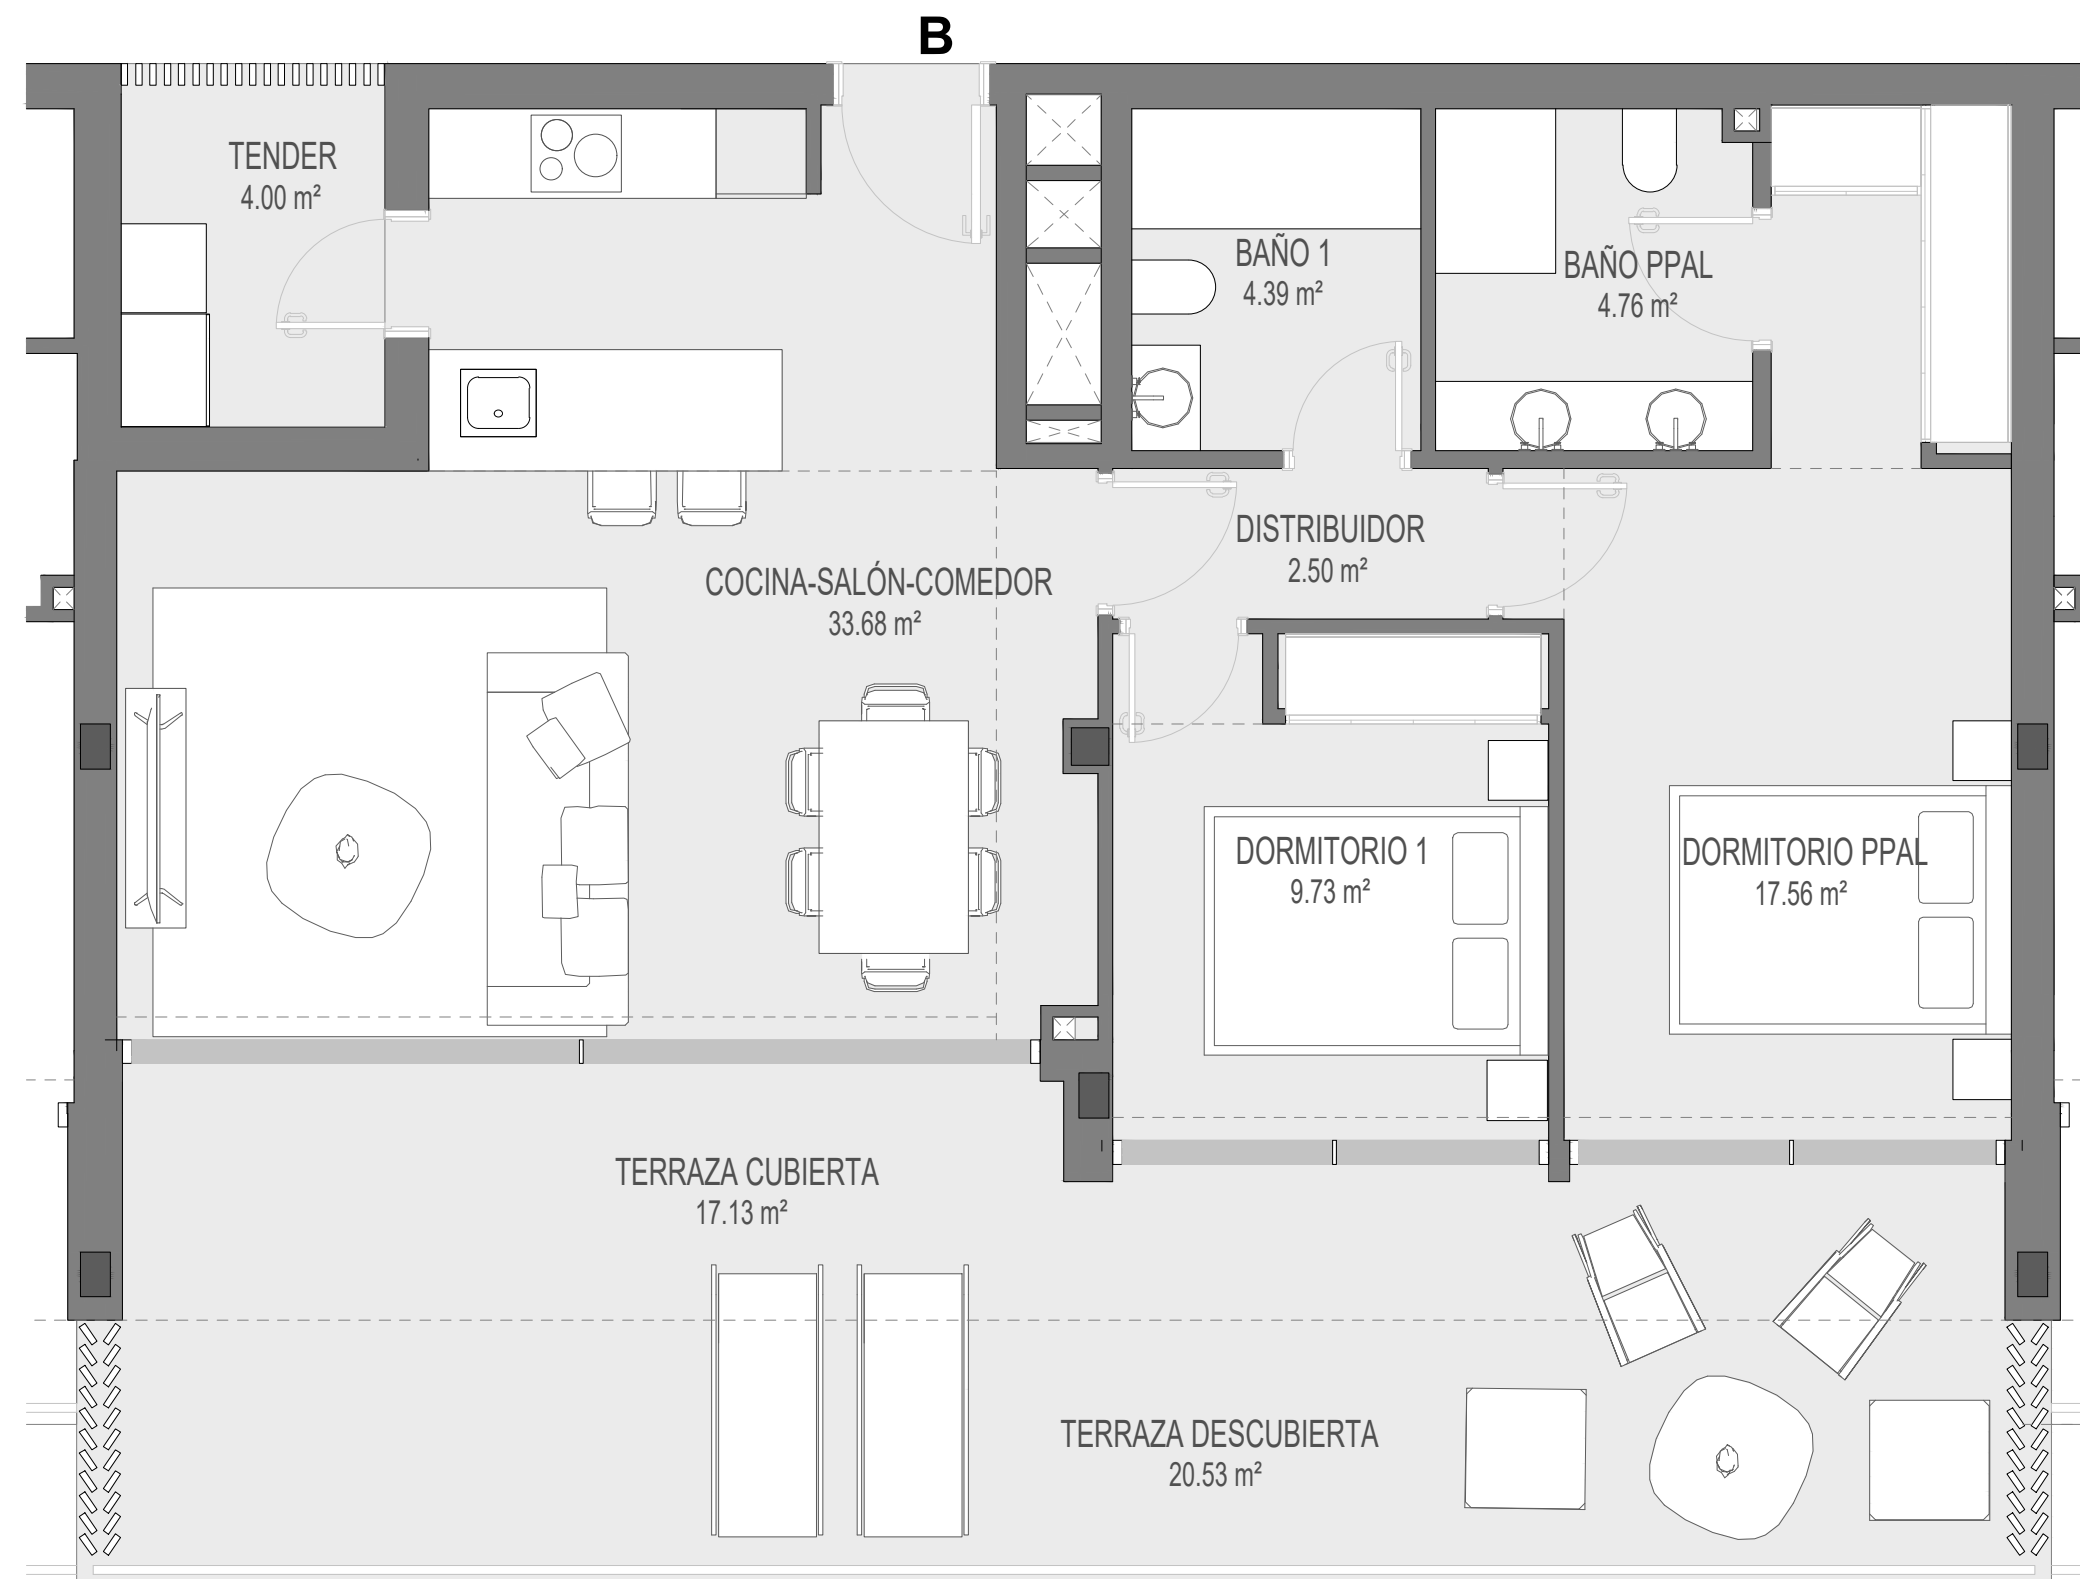 B
TENDER
4.00 m²
BAÑO 1
4.39 m²
BAÑO PPAL
4.76 m²
DISTRIBUIDOR
2.50 m²
COCINA-SALÓN-COMEDOR
33.68 m²
DORMITORIO 1
9.73 m²
DORMITORIO PPAL
17.56 m²
TERRAZA CUBIERTA
17.13 m²
TERRAZA DESCUBIERTA
20.53 m²